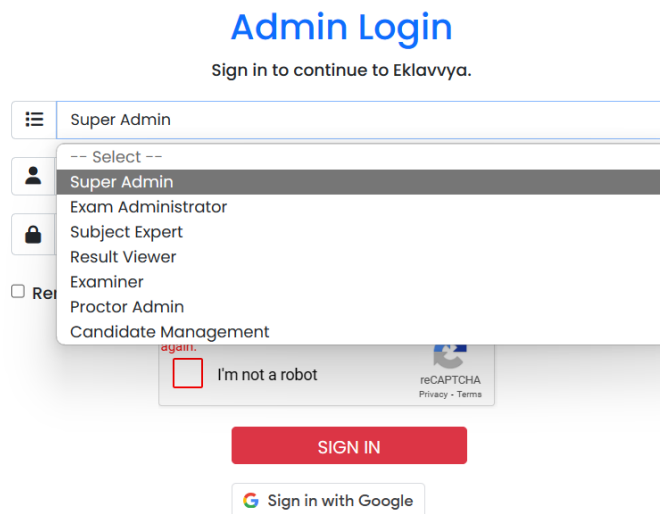 Admin Login
Sign in to continue to Eklavvya.
Super Admin
-- Select --
Super Admin
Exam Administrator
Subject Expert
Result Viewer
Examiner
Proctor Admin
Candidate Management
again.
I'm not a robot
reCAPTCHA
Privacy - Terms
SIGN IN
Sign in with Google